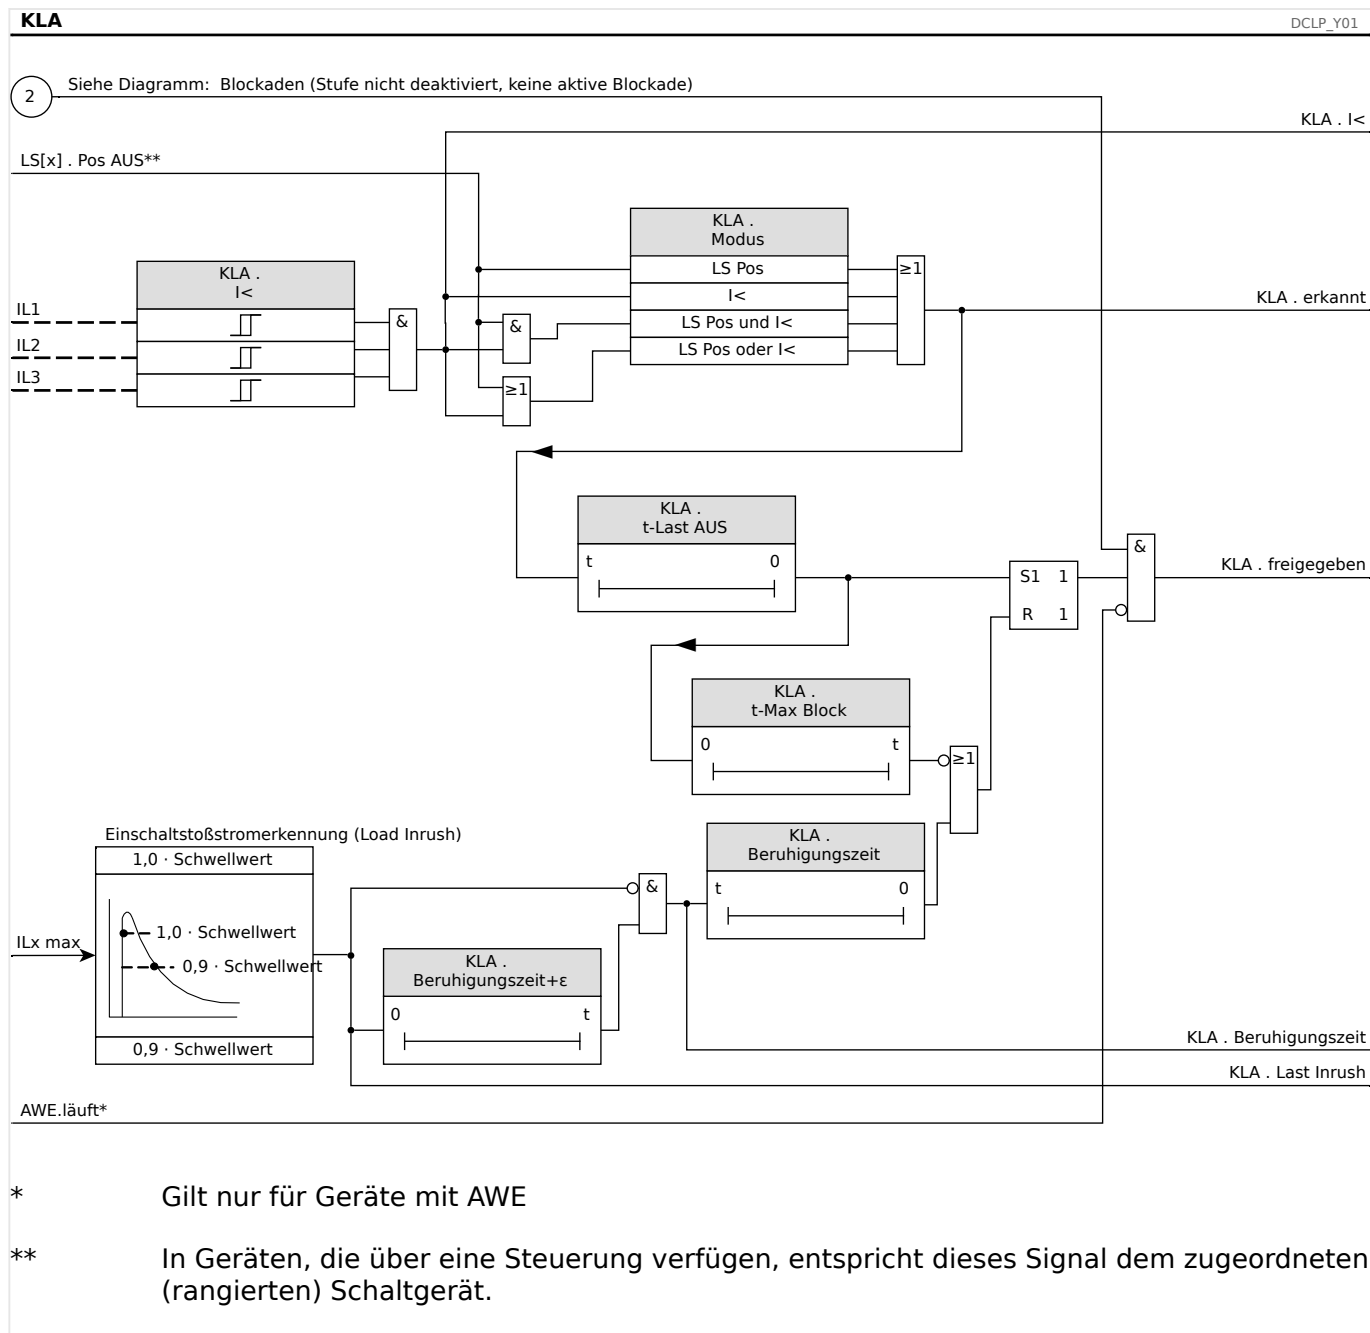 KLA
DCLP_Y01
2
Siehe Diagramm: Blockaden (Stufe nicht deaktiviert, keine aktive Blockade)
KLA . I<
LS[x] . Pos AUS**
KLA .
Modus
LS Pos
I<
LS Pos und I<
LS Pos oder I<
≥1
KLA . erkannt
KLA .
I<
IL1
IL2
IL3
&
&
≥1
KLA .
t-Last AUS
t 0
S1 1
R 1
&
KLA . freigegeben
KLA .
t-Max Block
0 t
≥1
Einschaltstoßstromerkennung (Load Inrush)
1,0 · Schwellwert
1,0 · Schwellwert
0,9 · Schwellwert
0,9 · Schwellwert
ILx max
&
KLA .
Beruhigungszeit
t 0
KLA .
Beruhigungszeit+ε
0 t
KLA . Beruhigungszeit
KLA . Last Inrush
AWE.läuft*
* Gilt nur für Geräte mit AWE
** In Geräten, die über eine Steuerung verfügen, entspricht dieses Signal dem zugeordneten
(rangierten) Schaltgerät.